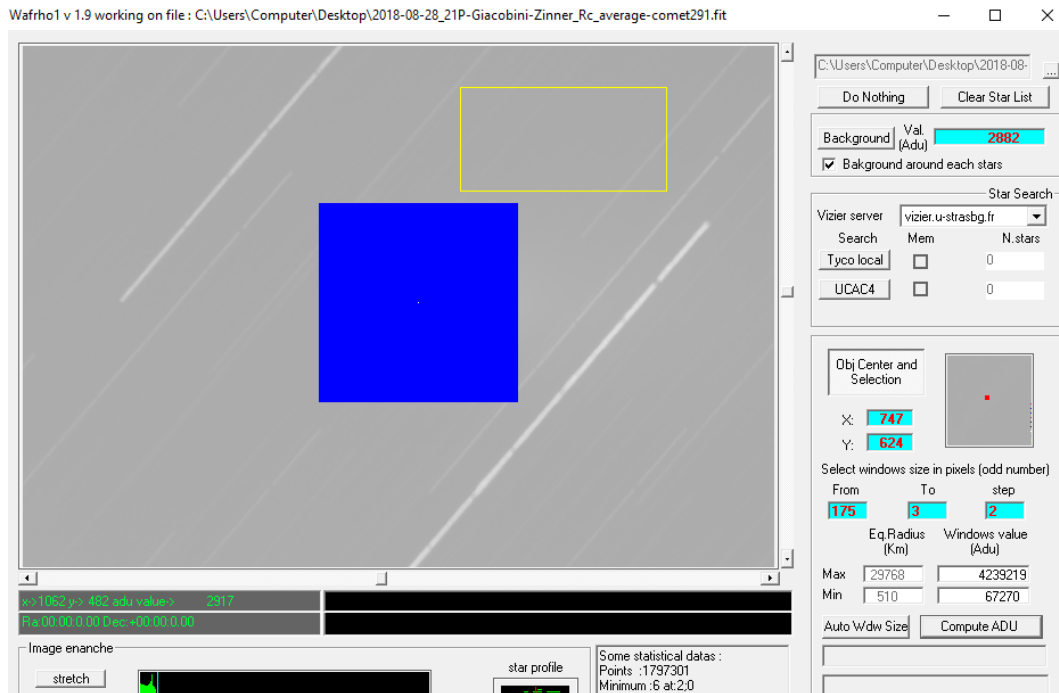 Wafrho1 v 1.9 working on file : C:\Users\Computer\Desktop\2018-08-28_21P-Giacobini-Zinner_Rc_average-comet291.fit
C:\Users\Computer\Desktop\2018-08- ...
Do Nothing Clear Star List
Background Val. (Adu) 2882
Bakground around each stars
Star Search
Vizier server vizier.u-strasbg.fr
Search Mem N.stars
Tyco local 0
UCAC4 0
Obj Center and
Selection
X: 747
Y: 624
Select windows size in pixels (odd number)
From To step
175 3 2
Eq.Radius Windows value
(Km) (Adu)
Max 29768 4239219
Min 510 67270
Auto Wdw Size Compute ADU
x->1062 y-> 482 adu value-> 2917
Ra:00:00:0.00 Dec:+00:00:0.00
Image enanche
stretch
star profile
Some statistical datas :
Points :1797301
Minimum :6 at:2;0